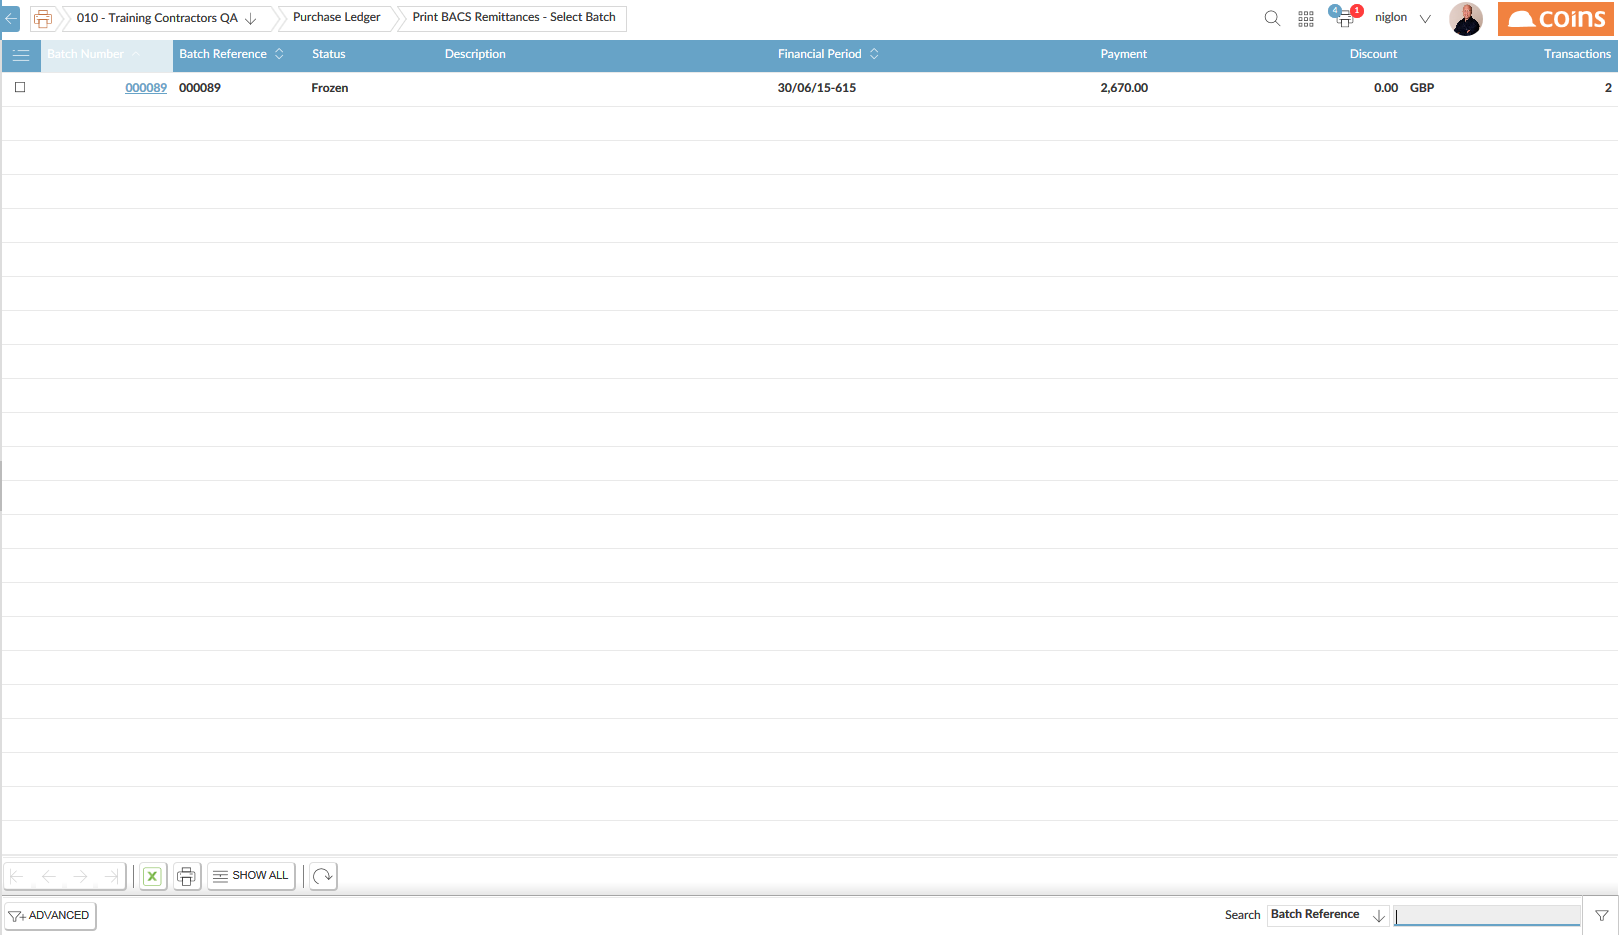 010 - Training Contractors QA Purchase Ledger Print BACS Remittances - Select Batch 4 1 niglon coins
Batch Number Batch Reference Status Description Financial Period Payment Discount Transactions
000089 000089 Frozen 30/06/15-615 2,670.00 0.00 GBP 2
X SHOW ALL
ADVANCED Search Batch Reference